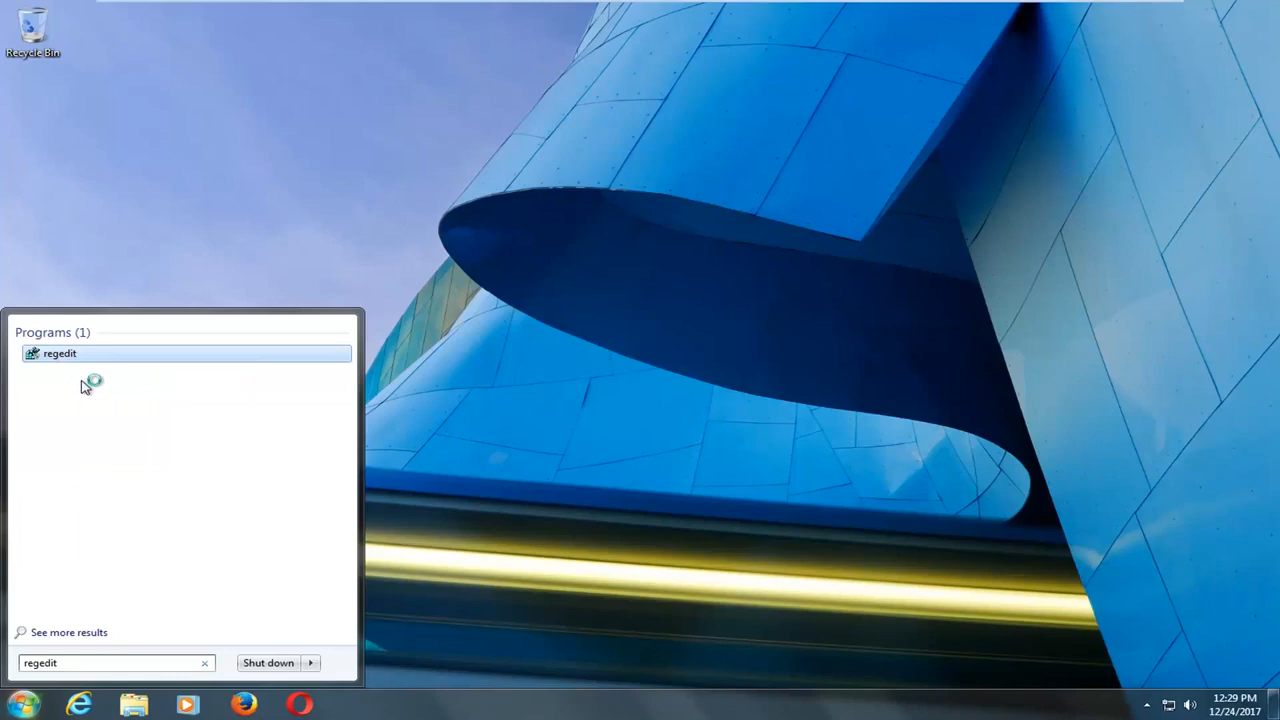 Recycle Bin
Programs (1)
regedit
See more results
regedit
Shut down
12:29 PM
12/24/2017